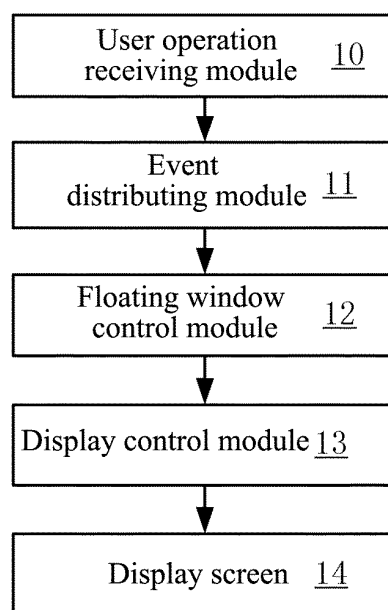 User operation
receiving module 10
Event
distributing module 11
Floating window
control module 12
Display control module 13
Display screen 14